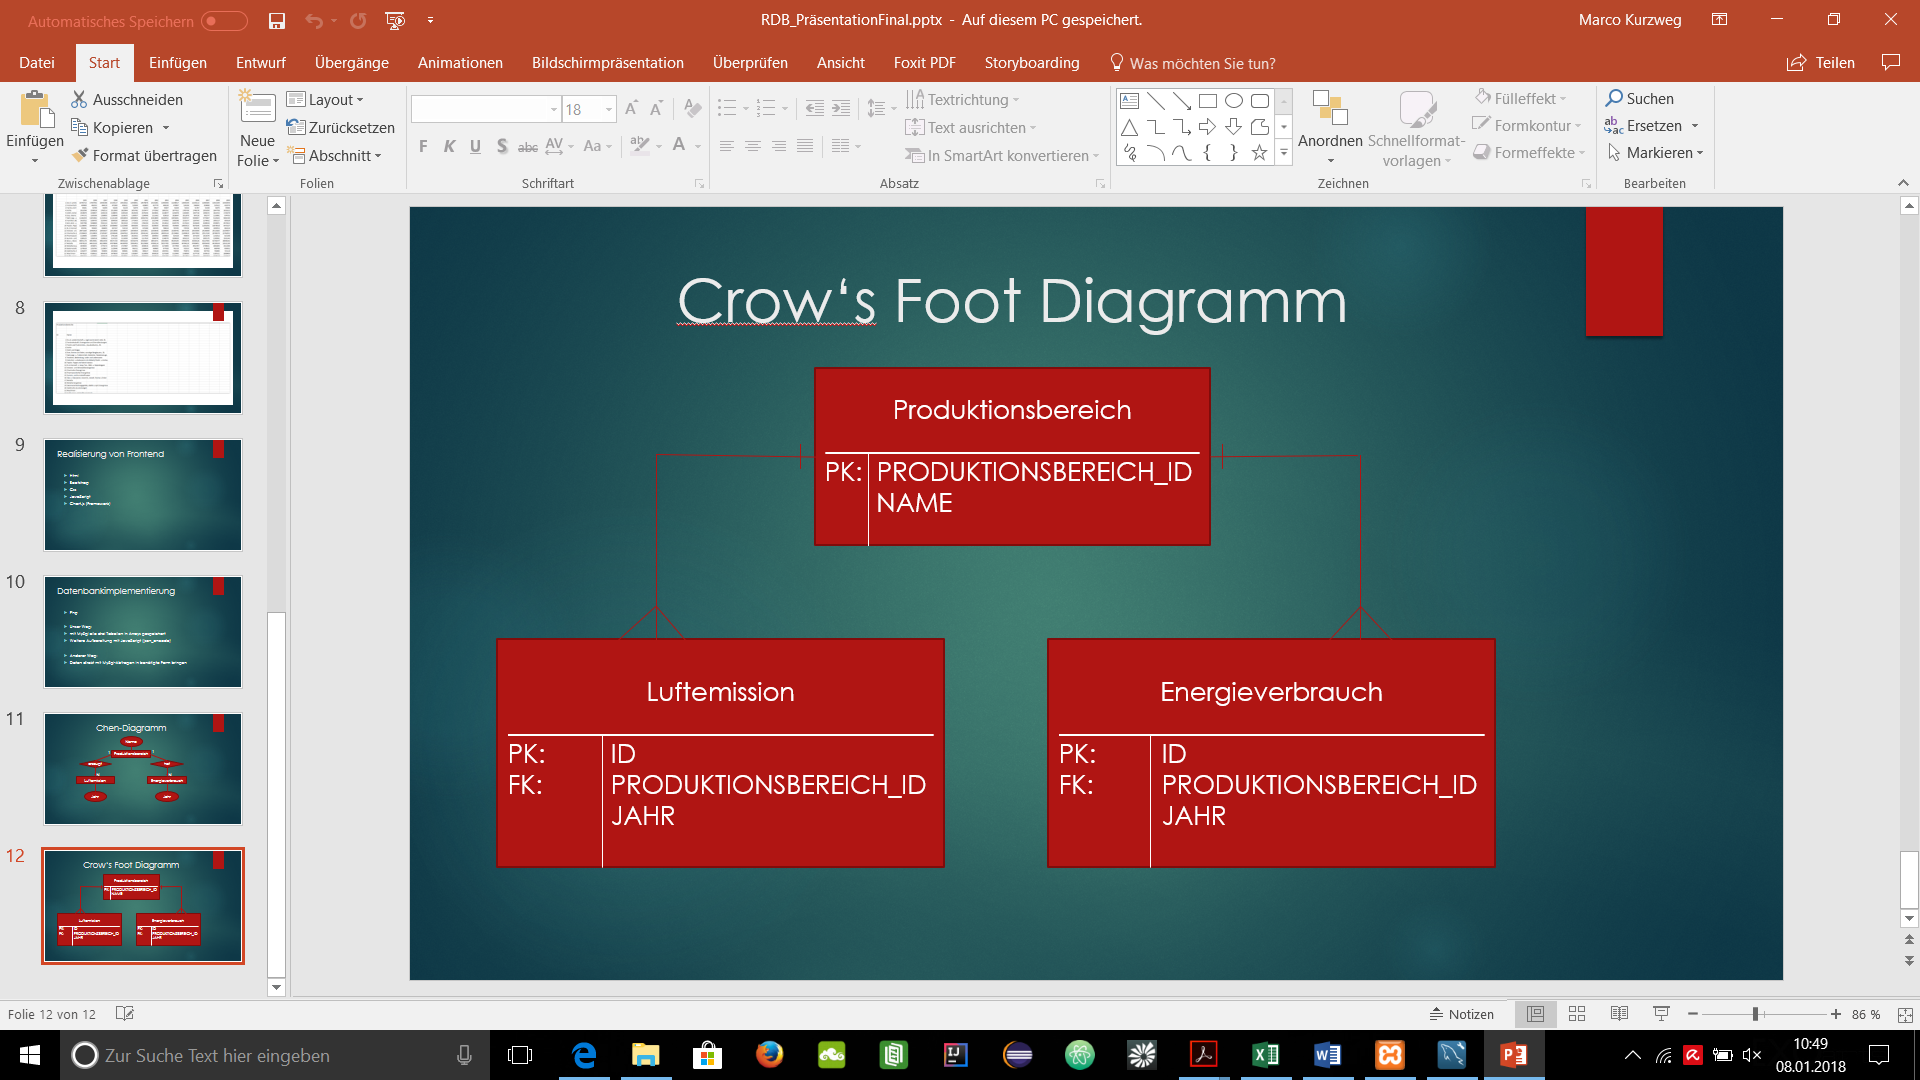 Automatisches Speichern
RDB_PräsentationFinal.pptx - Auf diesem PC gespeichert.
Marco Kurzweg
Datei Start Einfügen Entwurf Übergänge Animationen Bildschirmpräsentation Überprüfen Ansicht Foxit PDF Storyboarding Was möchten Sie tun? Teilen
Einfügen
Ausschneiden
Kopieren
Format übertragen
Zwischenablage
Neue
Folie
Layout
Zurücksetzen
Abschnitt
Folien
18
F K U S abc AV Aa A
Schriftart
Textrichtung
Text ausrichten
In SmartArt konvertieren
Absatz
Anordnen
Schnellformat-
vorlagen
Fülleffekt
Formkontur
Formeffekte
Zeichnen
Suchen
Ersetzen
Markieren
Bearbeiten
8
9
Realisierung von Frontend
10
Datenbankimplementierung
11
Chen-Diagramm
12
Crow‘s Foot Diagramm
Crow‘s Foot Diagramm
Produktionsbereich
PK: PRODUKTIONSBEREICH_ID
NAME
Luftemission
PK: ID
FK: PRODUKTIONSBEREICH_ID
JAHR
Energieverbrauch
PK: ID
FK: PRODUKTIONSBEREICH_ID
JAHR
Folie 12 von 12
Notizen
86 %
Zur Suche Text hier eingeben
10:49
08.01.2018